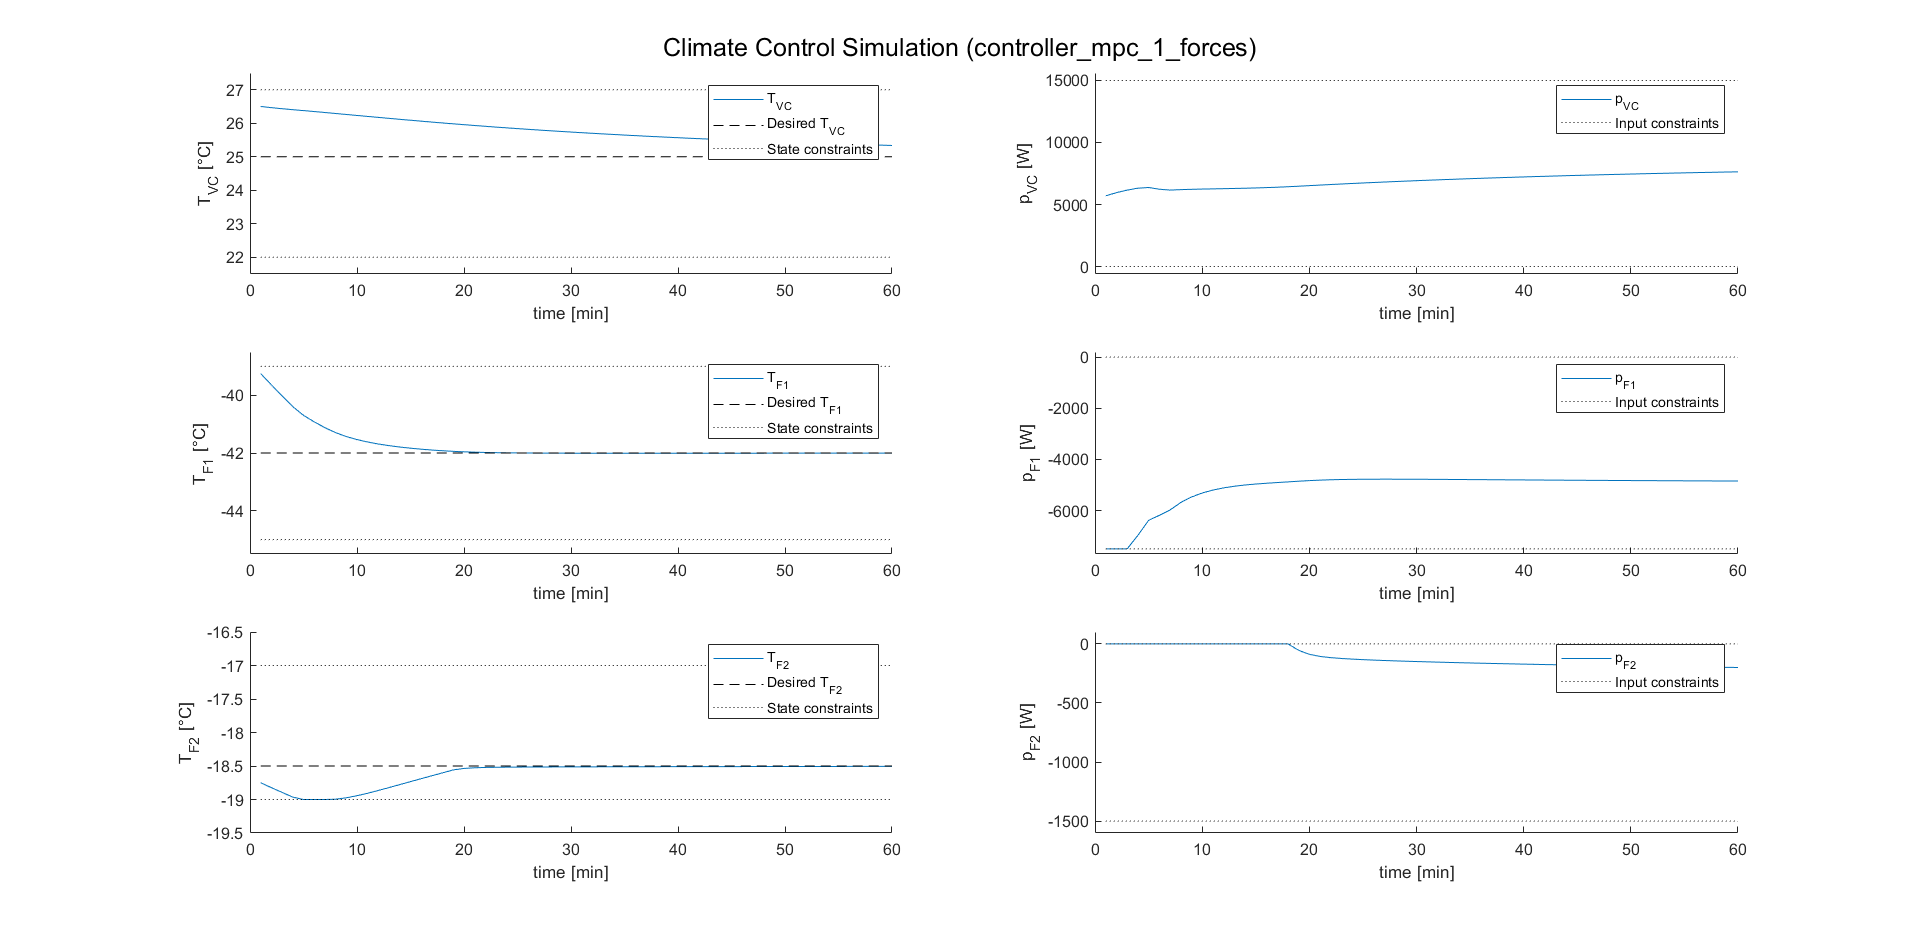 Climate Control Simulation (controller_mpc_1_forces)
27
26
25
24
23
22
T_VC [°C]
T_VC
Desired T_VC
State constraints
0 10 20 30 40 50 60
time [min]
15000
10000
5000
0
p_VC [W]
p_VC
Input constraints
0 10 20 30 40 50 60
time [min]
-40
-42
-44
T_F1 [°C]
T_F1
Desired T_F1
State constraints
0 10 20 30 40 50 60
time [min]
0
-2000
-4000
-6000
p_F1 [W]
p_F1
Input constraints
0 10 20 30 40 50 60
time [min]
-16.5
-17
-17.5
-18
-18.5
-19
-19.5
T_F2 [°C]
T_F2
Desired T_F2
State constraints
0 10 20 30 40 50 60
time [min]
0
-500
-1000
-1500
p_F2 [W]
p_F2
Input constraints
0 10 20 30 40 50 60
time [min]